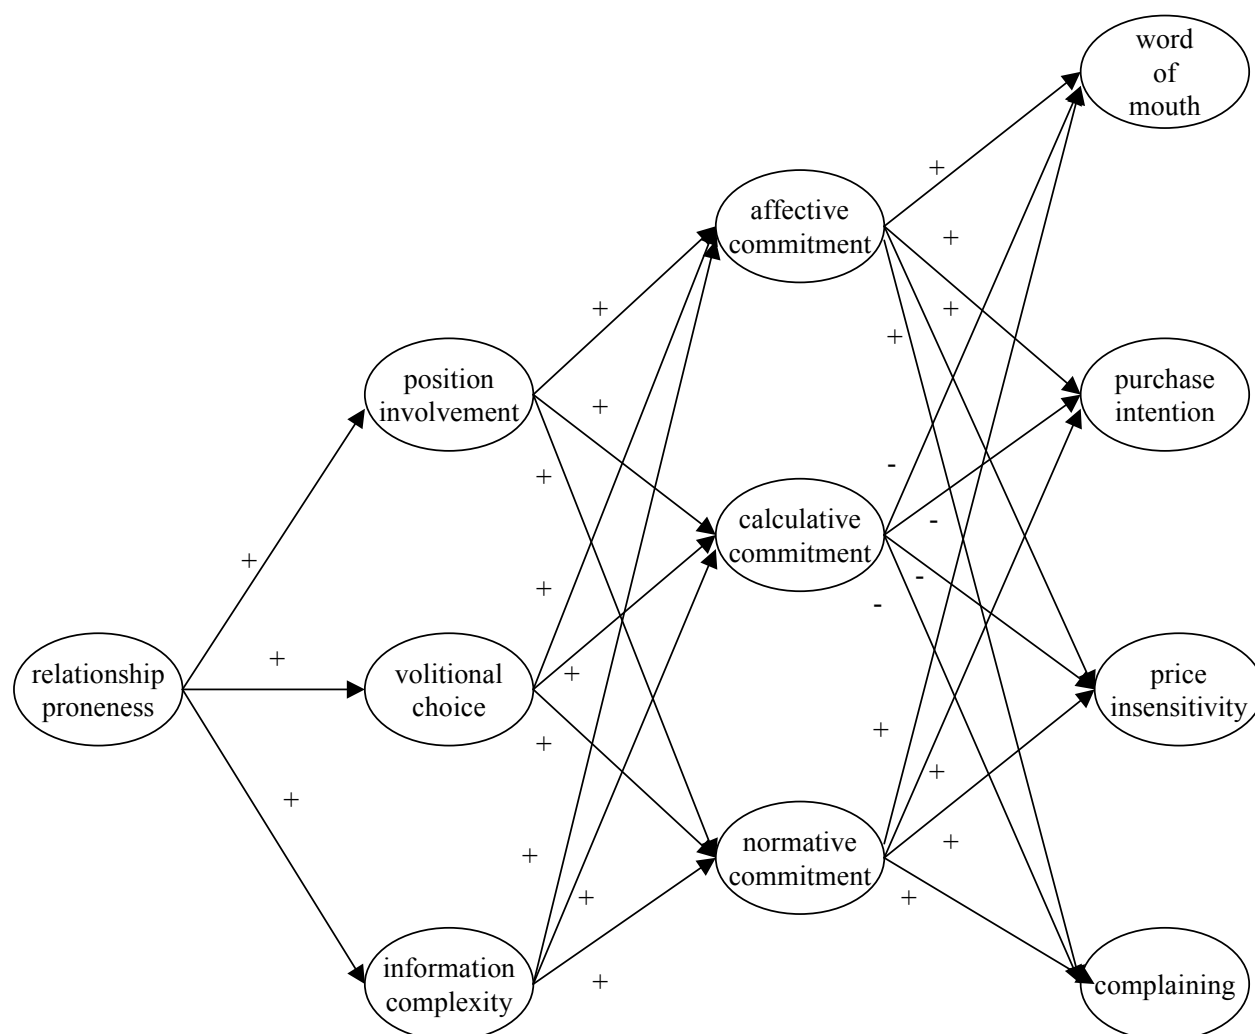 word
of
mouth
+
affective
commitment
+
+
+
+
position
involvement
+
+
purchase
intention
-
calculative
commitment
-
-
-
+
+
+
relationship
proneness
+
volitional
choice
+
+
price
insensitivity
+
+
+
+
normative
commitment
+
+
+
+
information
complexity
+
complaining